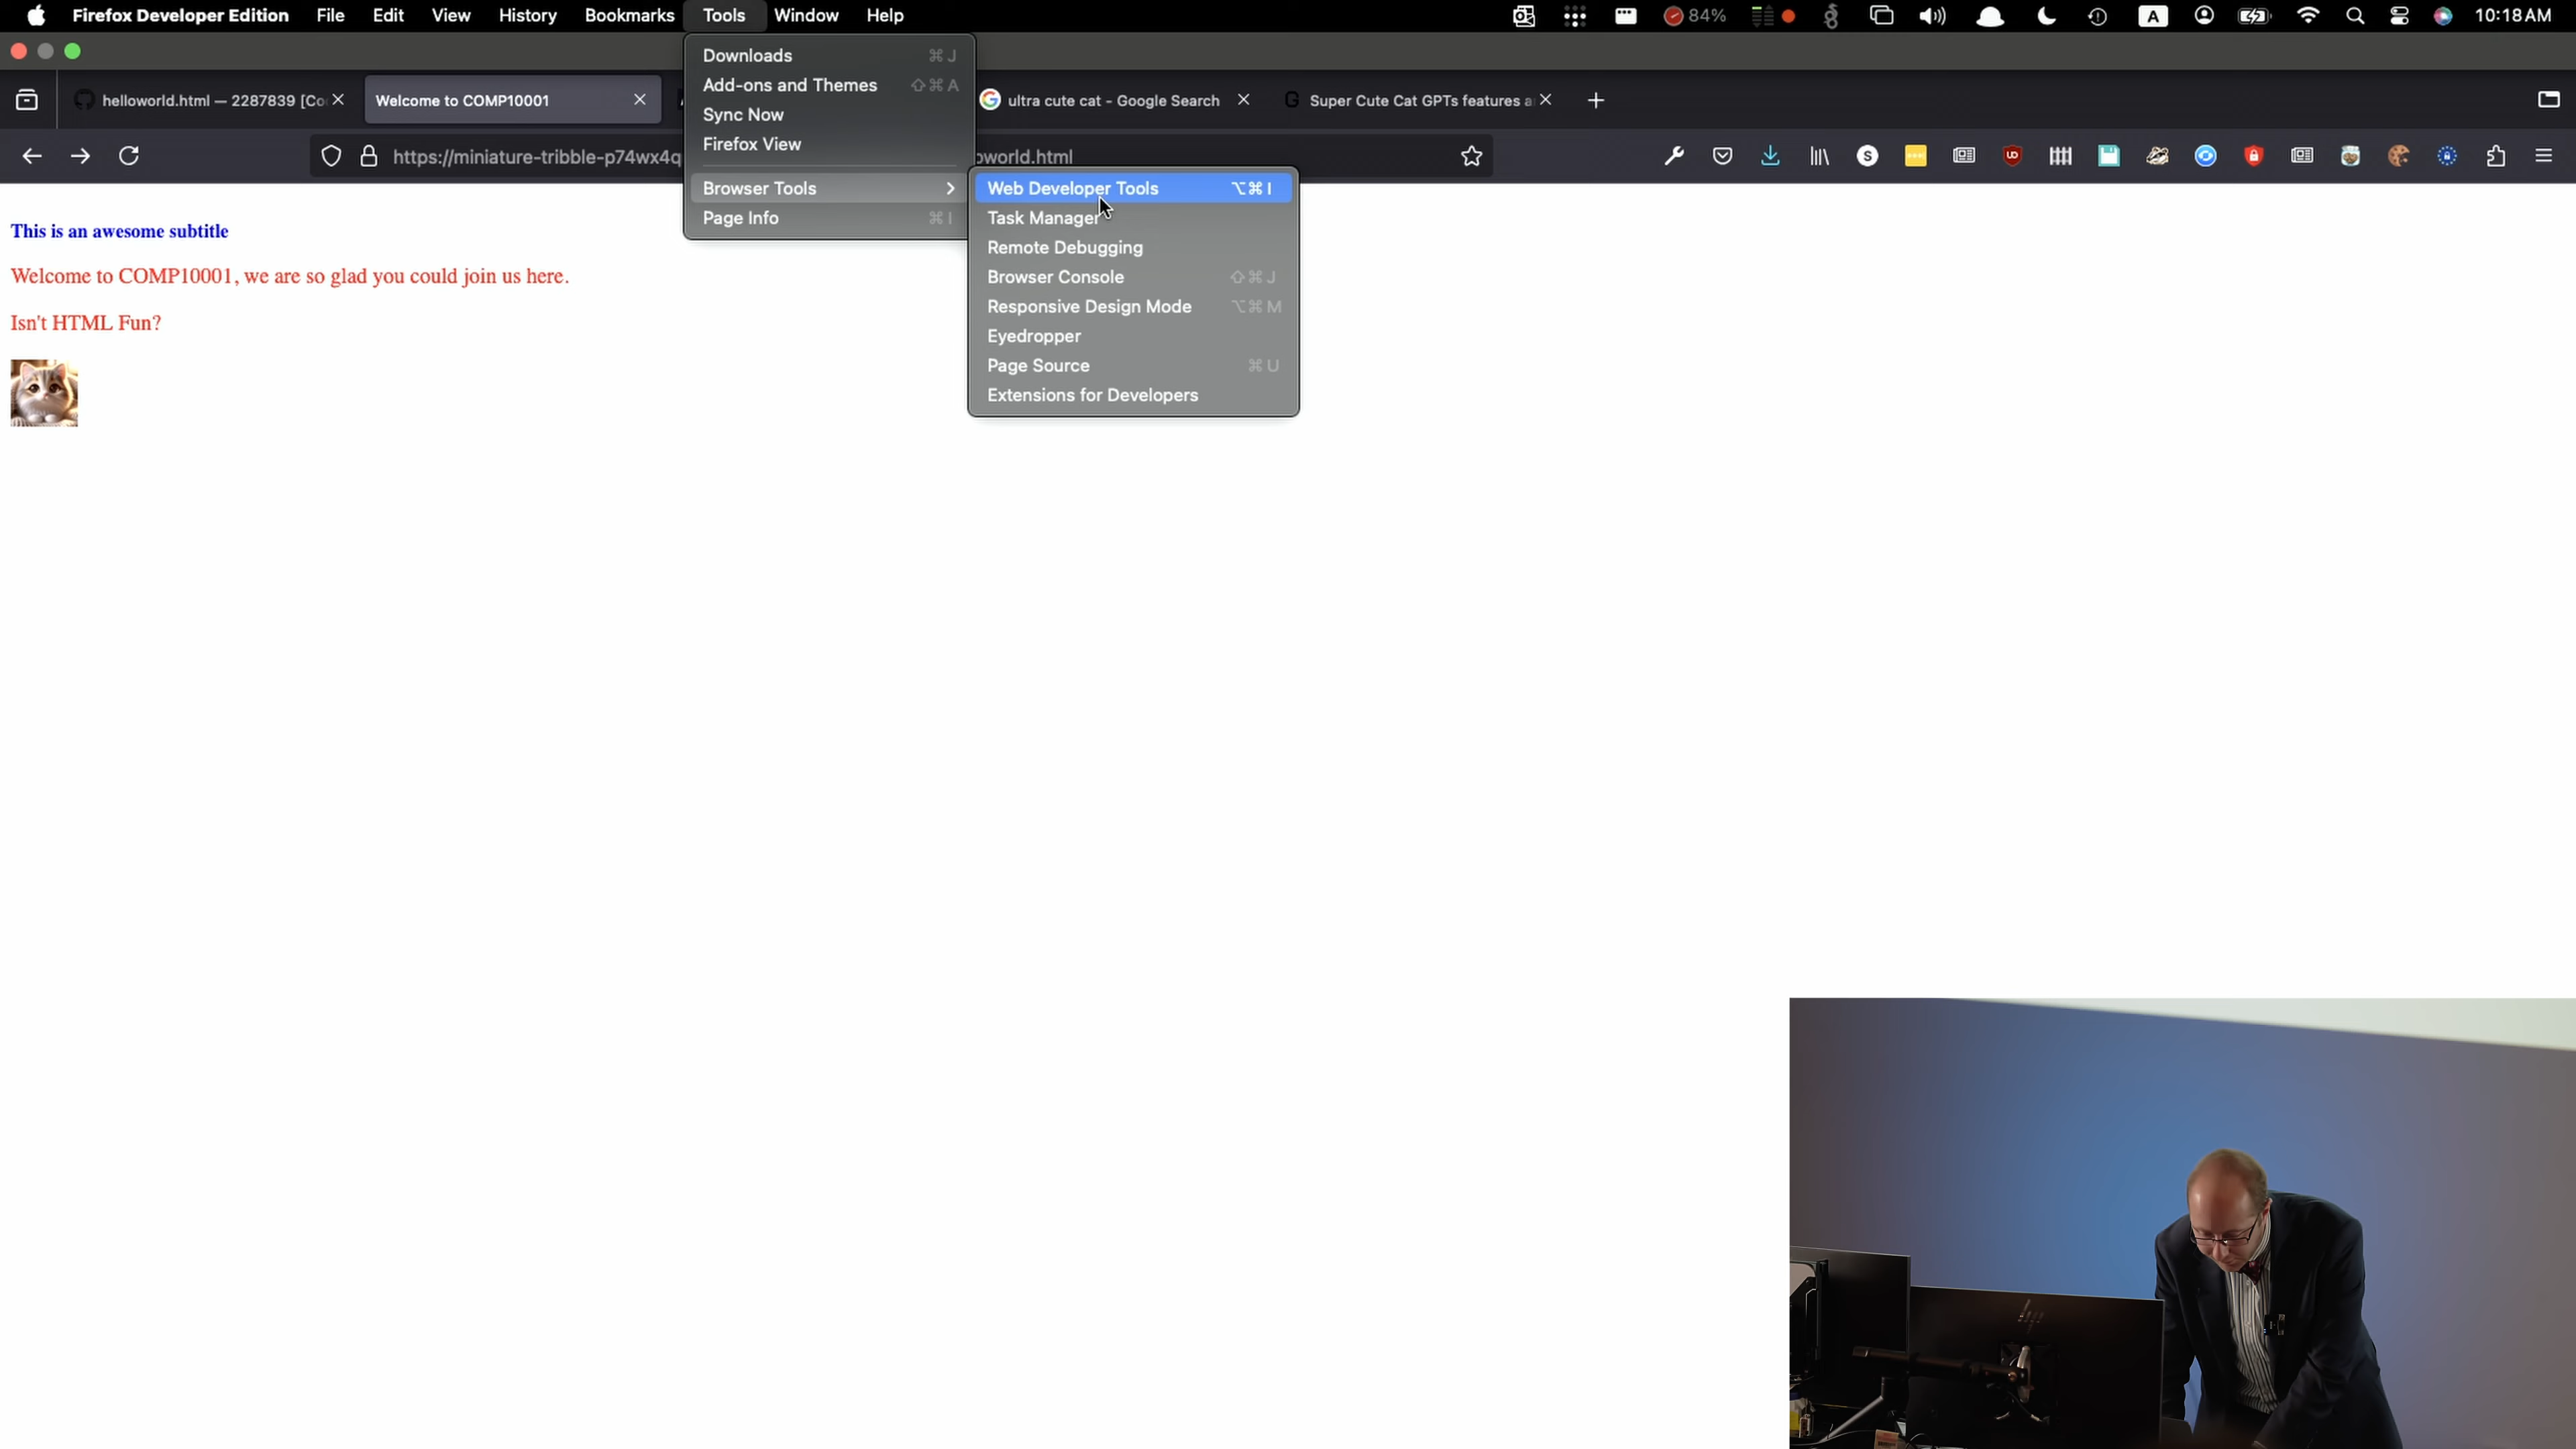 Firefox Developer Edition File Edit View History Bookmarks Tools Window Help 84% A 10:18 AM
helloworld.html — 2287839 [Co
Welcome to COMP10001
ultra cute cat - Google Search
Super Cute Cat GPTs features a
https://miniature-tribble-p74wx4q
oworld.html
Downloads ⌘ J
Add-ons and Themes ⇧ ⌘ A
Sync Now
Firefox View
Browser Tools
Page Info ⌘ I
Web Developer Tools ⌥ ⌘ I
Task Manager
Remote Debugging
Browser Console ⇧ ⌘ J
Responsive Design Mode ⌥ ⌘ M
Eyedropper
Page Source ⌘ U
Extensions for Developers
This is an awesome subtitle
Welcome to COMP10001, we are so glad you could join us here.
Isn't HTML Fun?
hp